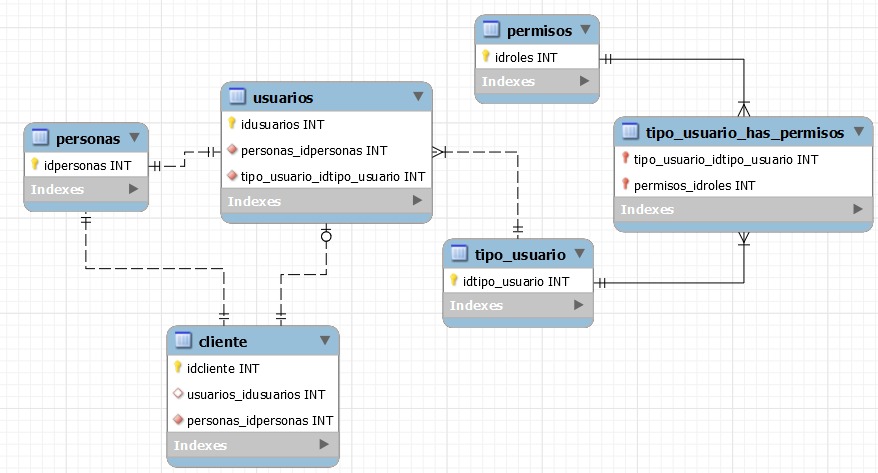 permisos
idroles INT
Indexes
usuarios
idusuarios INT
personas_idpersonas INT
tipo_usuario_idtipo_usuario INT
Indexes
personas
idpersonas INT
Indexes
tipo_usuario_has_permisos
tipo_usuario_idtipo_usuario INT
permisos_idroles INT
Indexes
tipo_usuario
idtipo_usuario INT
Indexes
cliente
idcliente INT
usuarios_idusuarios INT
personas_idpersonas INT
Indexes